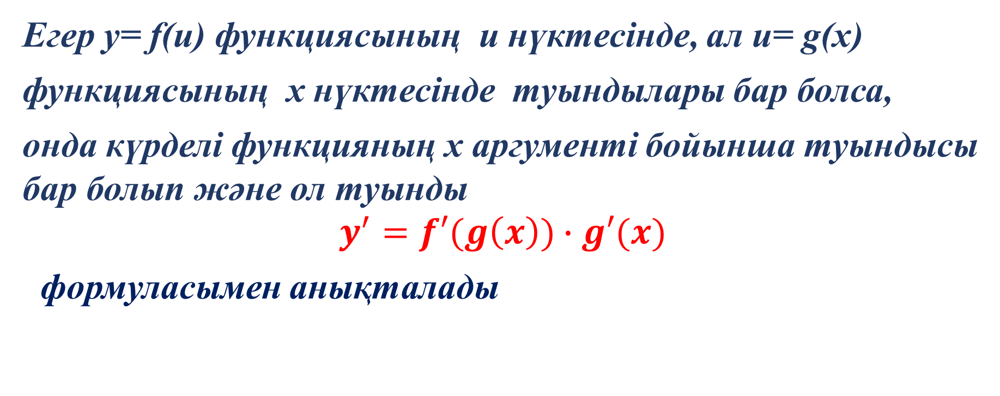 Егер y= f(u) функциясының u нүктесінде, ал u= g(x)
функциясының x нүктесінде туындылары бар болса,
онда күрделі функцияның x аргументі бойынша туындысы
бар болып және ол туынды
y′ = f′(g(x)) · g′(x)
формуласымен анықталады